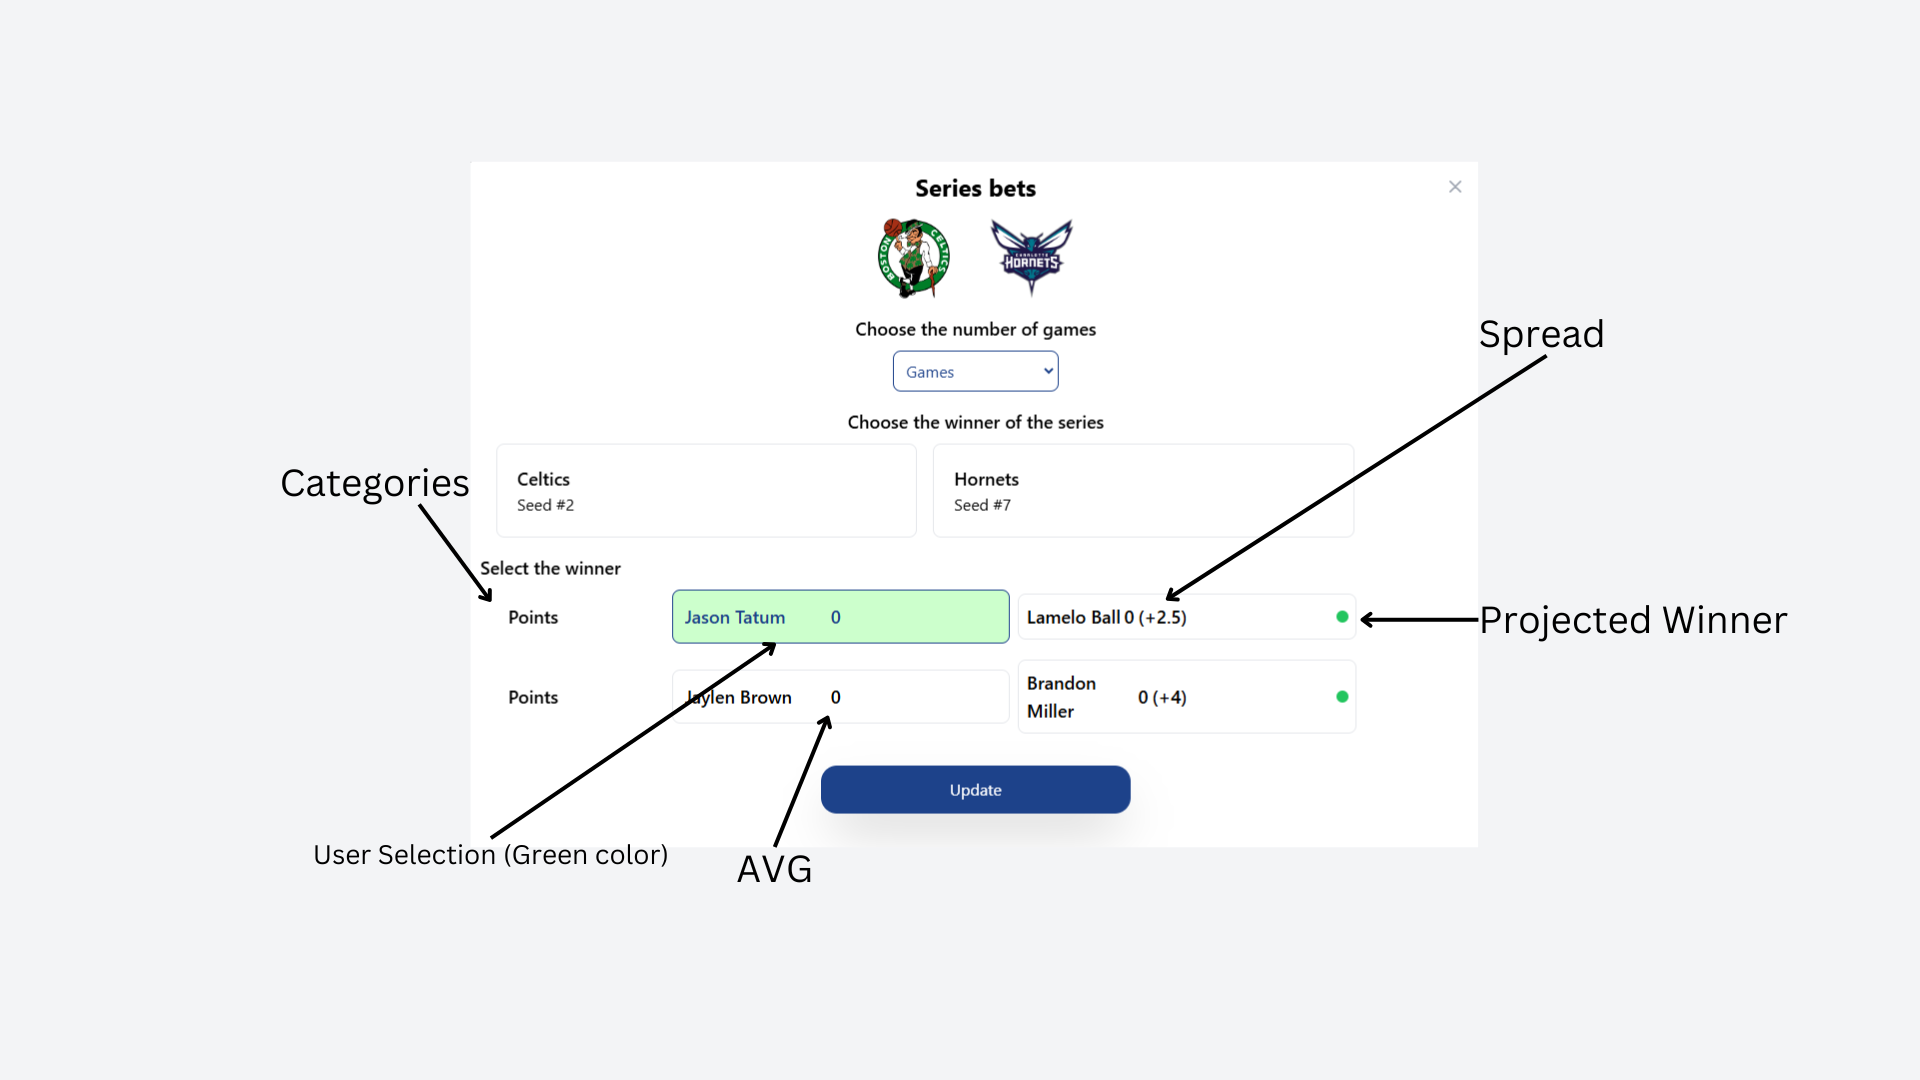 Series bets
×
BOSTON CELTICS
CHARLOTTE
HORNETS
Choose the number of games
Spread
Games
Choose the winner of the series
Categories
Celtics
Seed #2
Hornets
Seed #7
Select the winner
Points
Jason Tatum 0
Lamelo Ball 0 (+2.5)
Projected Winner
Points
Jaylen Brown 0
Brandon
Miller
0 (+4)
Update
User Selection (Green color)
AVG